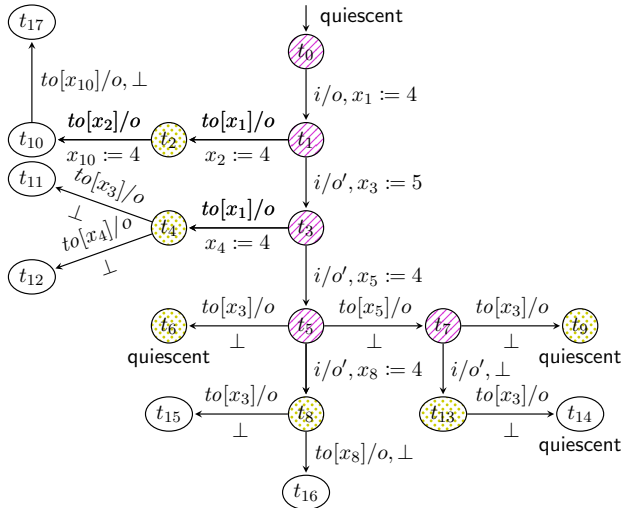 t17
quiescent
t0
to[x10]/o, ⊥
i/o, x1 := 4
to[x2]/o
to[x1]/o
t10
t2
t1
x10 := 4
x2 := 4
t11
to[x3]/o
⊥
i/o′, x3 := 5
to[x1]/o
to[x4]/o
t4
t3
⊥
x4 := 4
t12
i/o′, x5 := 4
to[x3]/o
to[x5]/o
to[x3]/o
t6
t5
t7
t9
⊥
⊥
⊥
quiescent
quiescent
i/o′, x8 := 4
i/o′, ⊥
to[x3]/o
to[x3]/o
t15
t8
t13
t14
⊥
⊥
quiescent
to[x8]/o, ⊥
t16